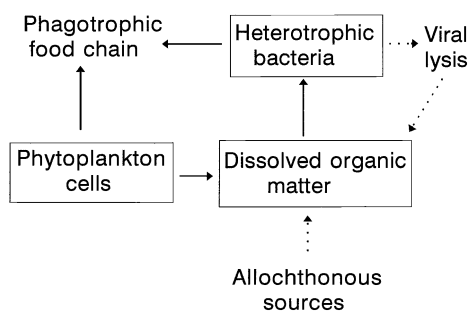 Phagotrophic
food chain
Heterotrophic
bacteria
Viral
lysis
Phytoplankton
cells
Dissolved organic
matter
Allochthonous
sources